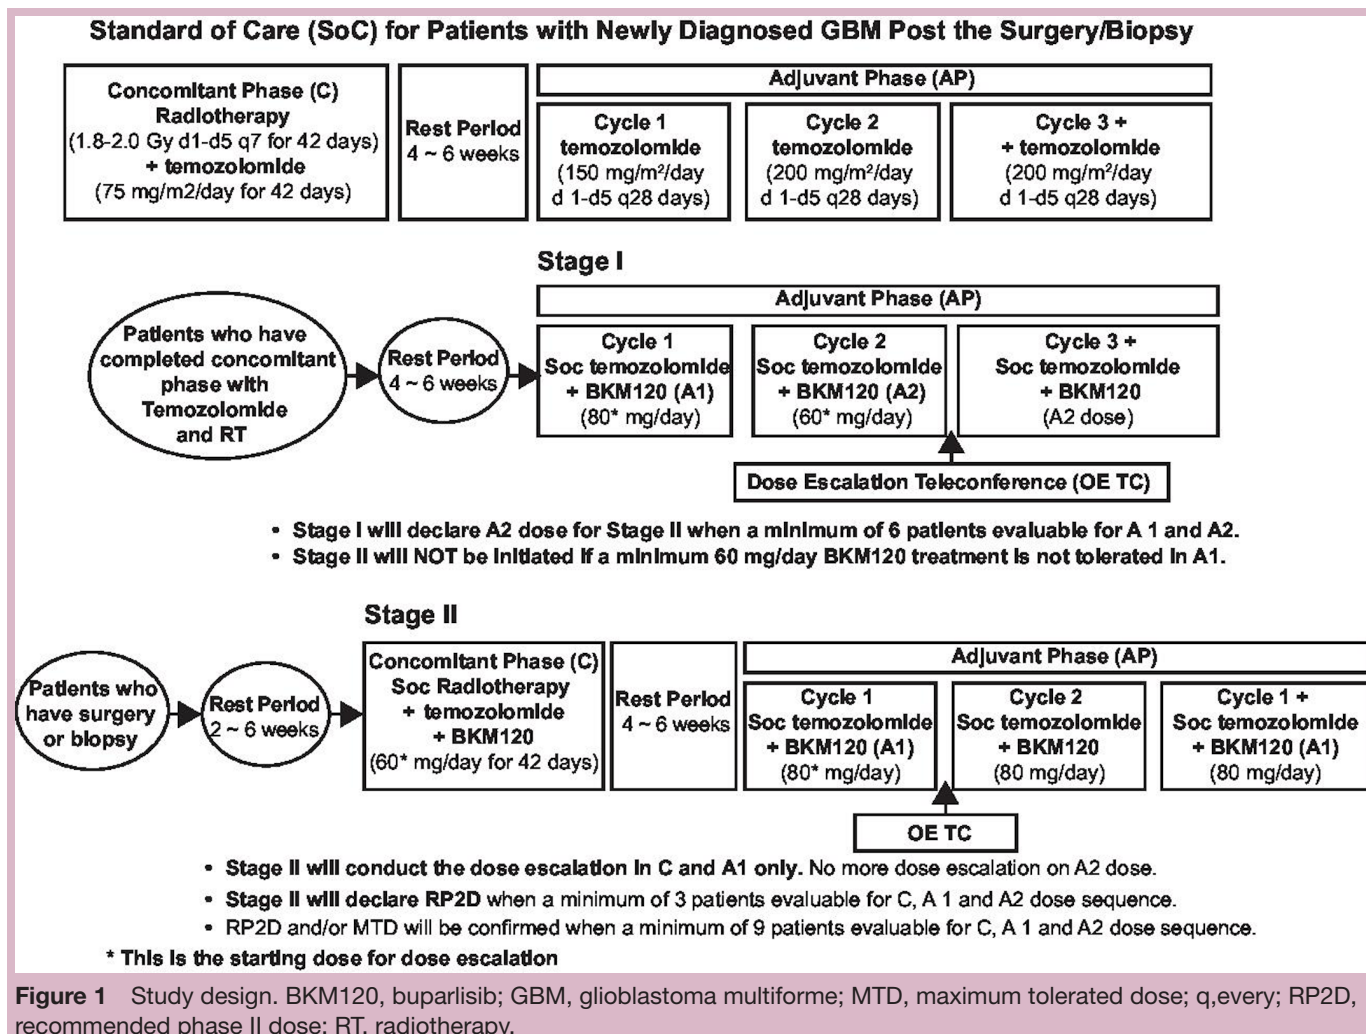 Standard of Care (SoC) for Patients with Newly Diagnosed GBM Post the Surgery/Biopsy
Concomitant Phase (C)
Radiotherapy
(1.8-2.0 Gy d1-d5 q7 for 42 days)
+ temozolomide
(75 mg/m2/day for 42 days)
Rest Period
4 ~ 6 weeks
Adjuvant Phase (AP)
Cycle 1
temozolomide
(150 mg/m²/day
d 1-d5 q28 days)
Cycle 2
temozolomide
(200 mg/m²/day
d 1-d5 q28 days)
Cycle 3 +
+ temozolomide
(200 mg/m²/day
d 1-d5 q28 days)
Stage I
Patients who have
completed concomitant
phase with
Temozolomide
and RT
Rest Period
4 ~ 6 weeks
Adjuvant Phase (AP)
Cycle 1
Soc temozolomide
+ BKM120 (A1)
(80* mg/day)
Cycle 2
Soc temozolomide
+ BKM120 (A2)
(60* mg/day)
Cycle 3 +
Soc temozolomide
+ BKM120
(A2 dose)
Dose Escalation Teleconference (OE TC)
• Stage I will declare A2 dose for Stage II when a minimum of 6 patients evaluable for A 1 and A2.
• Stage II will NOT be initiated if a minimum 60 mg/day BKM120 treatment is not tolerated in A1.
Stage II
Patients who
have surgery
or biopsy
Rest Period
2 ~ 6 weeks
Concomitant Phase (C)
Soc Radiotherapy
+ temozolomide
+ BKM120
(60* mg/day for 42 days)
Rest Period
4 ~ 6 weeks
Adjuvant Phase (AP)
Cycle 1
Soc temozolomide
+ BKM120 (A1)
(80* mg/day)
Cycle 2
Soc temozolomide
+ BKM120
(80 mg/day)
Cycle 1 +
Soc temozolomide
+ BKM120 (A1)
(80 mg/day)
OE TC
• Stage II will conduct the dose escalation in C and A1 only. No more dose escalation on A2 dose.
• Stage II will declare RP2D when a minimum of 3 patients evaluable for C, A 1 and A2 dose sequence.
• RP2D and/or MTD will be confirmed when a minimum of 9 patients evaluable for C, A 1 and A2 dose sequence.
* This is the starting dose for dose escalation
Figure 1 Study design. BKM120, buparlisib; GBM, glioblastoma multiforme; MTD, maximum tolerated dose; q,every; RP2D,
recommended phase II dose; RT, radiotherapy.